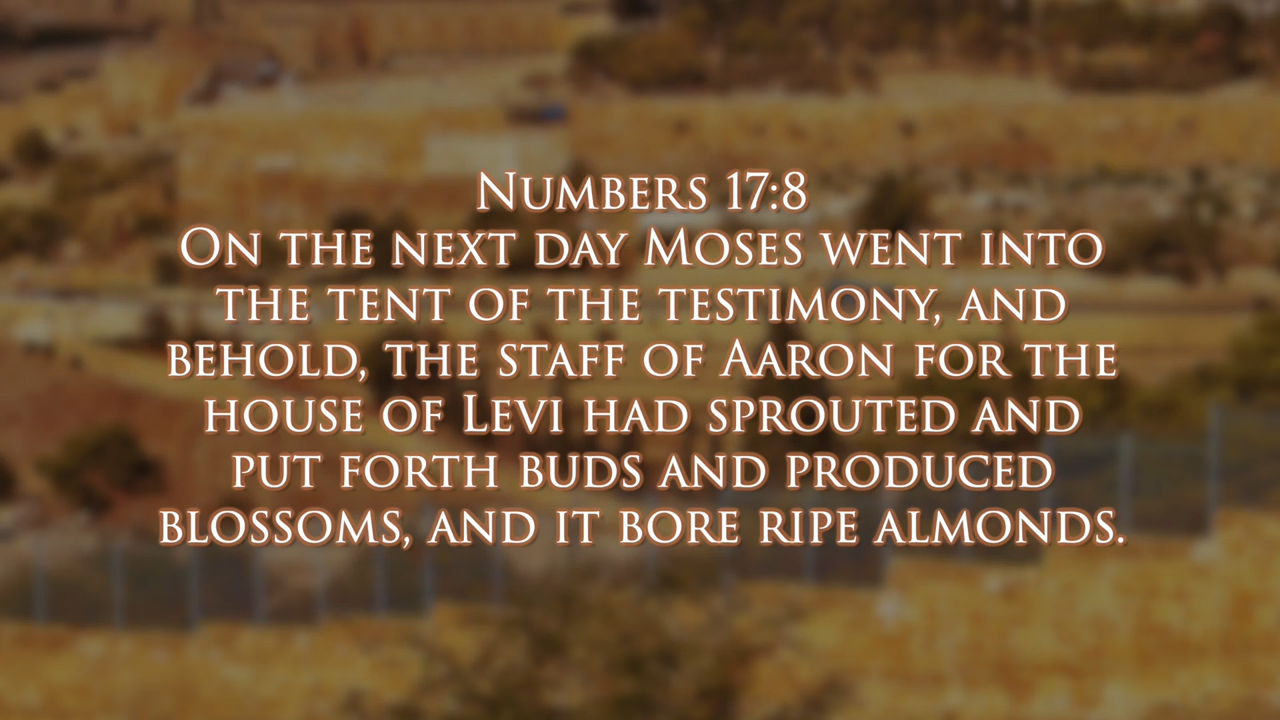 Numbers 17:8
On the next day Moses went into
the tent of the testimony, and
behold, the staff of Aaron for the
house of Levi had sprouted and
put forth buds and produced
blossoms, and it bore ripe almonds.